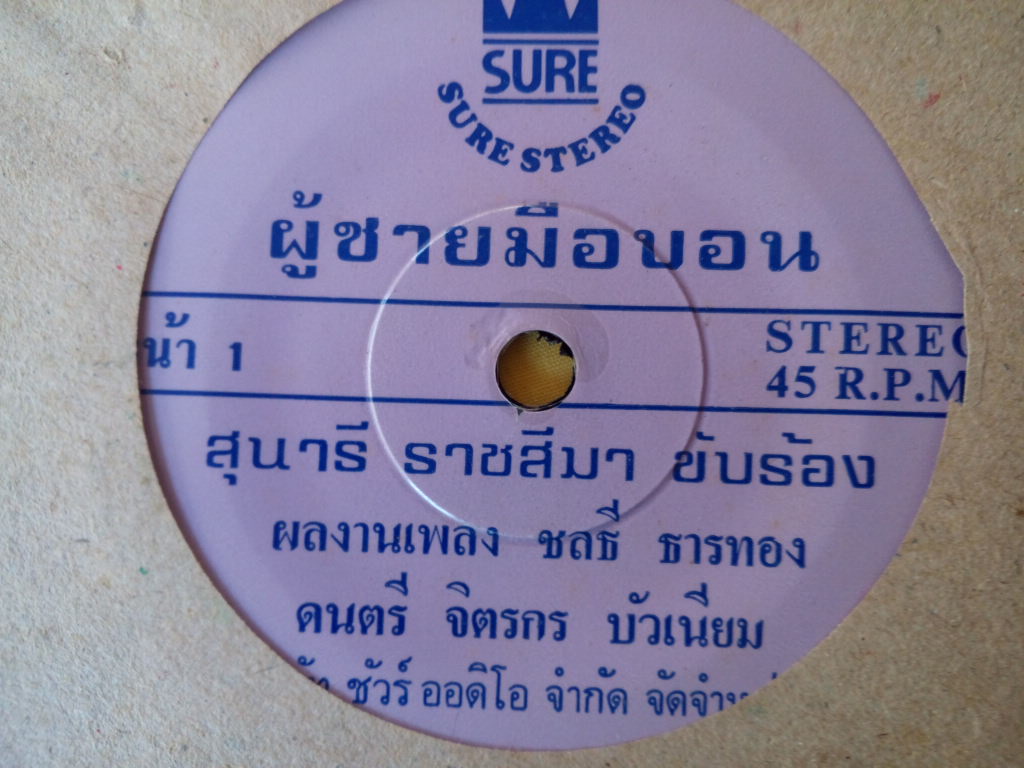 SURE
SURE STEREO
ผู้ชายมือบอน
น้า 1
STEREO
45 R.P.M
สุนารี ราชสีมา ขับร้อง
ผลงานเพลง ชลธี ธารทอง
ดนตรี จิตรกร บัวเนียม
ชัวร์ ออดิโอ จำกัด